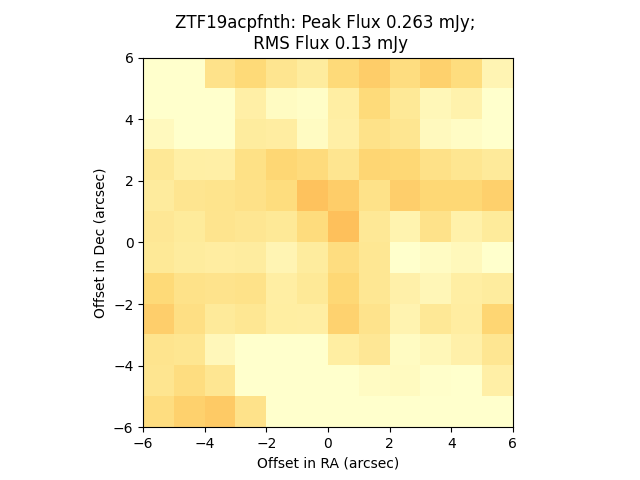 ZTF19acpfnth: Peak Flux 0.263 mJy;
RMS Flux 0.13 mJy
6
4
2
0
−2
−4
−6
Offset in Dec (arcsec)
−6 −4 −2 0 2 4 6
Offset in RA (arcsec)